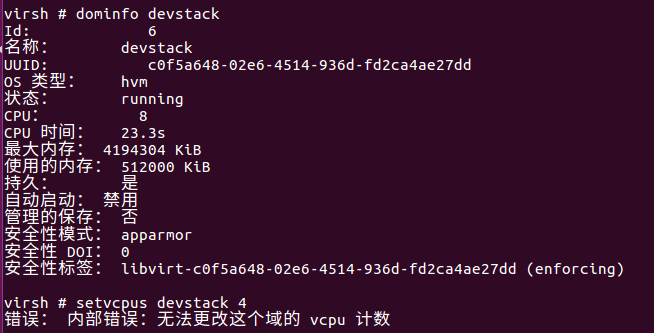 virsh # dominfo devstack
Id: 6
名称: devstack
UUID: c0f5a648-02e6-4514-936d-fd2ca4ae27dd
OS 类型: hvm
状态: running
CPU: 8
CPU 时间: 23.3s
最大内存: 4194304 KiB
使用的内存: 512000 KiB
持久: 是
自动启动: 禁用
管理的保存: 否
安全性模式: apparmor
安全性 DOI: 0
安全性标签: libvirt-c0f5a648-02e6-4514-936d-fd2ca4ae27dd (enforcing)
virsh # setvcpus devstack 4
错误: 内部错误:无法更改这个域的 vcpu 计数